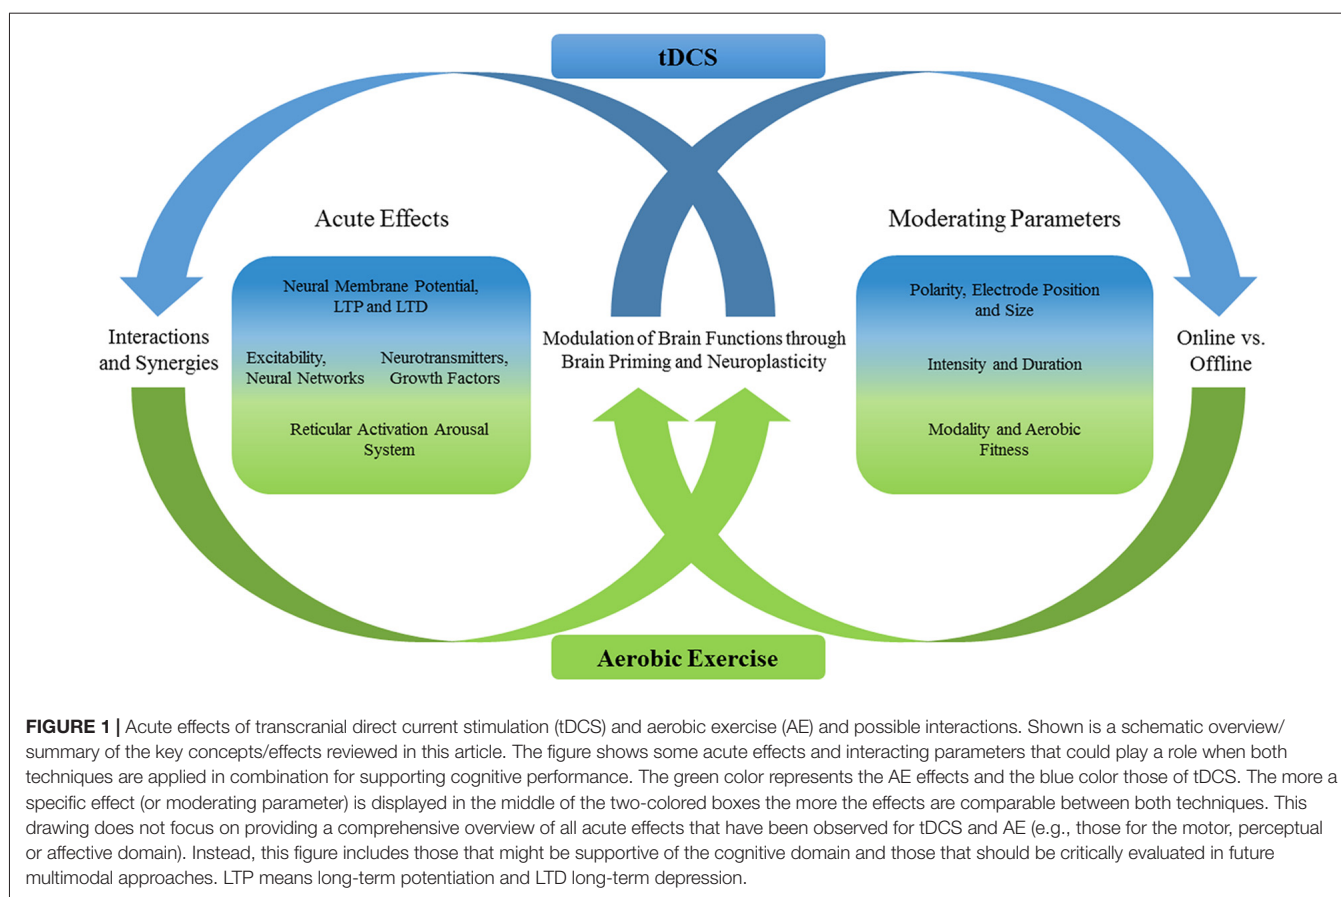 tDCS
Acute Effects
Moderating Parameters
Neural Membrane Potential,
LTP and LTD
Excitability,
Neural Networks
Neurotransmitters,
Growth Factors
Reticular Activation Arousal
System
Interactions
and Synergies
Modulation of Brain Functions through
Brain Priming and Neuroplasticity
Polarity, Electrode Position
and Size
Intensity and Duration
Modality and Aerobic
Fitness
Online vs.
Offline
Aerobic Exercise
FIGURE 1 | Acute effects of transcranial direct current stimulation (tDCS) and aerobic exercise (AE) and possible interactions. Shown is a schematic overview/
summary of the key concepts/effects reviewed in this article. The figure shows some acute effects and interacting parameters that could play a role when both
techniques are applied in combination for supporting cognitive performance. The green color represents the AE effects and the blue color those of tDCS. The more a
specific effect (or moderating parameter) is displayed in the middle of the two-colored boxes the more the effects are comparable between both techniques. This
drawing does not focus on providing a comprehensive overview of all acute effects that have been observed for tDCS and AE (e.g., those for the motor, perceptual
or affective domain). Instead, this figure includes those that might be supportive of the cognitive domain and those that should be critically evaluated in future
multimodal approaches. LTP means long-term potentiation and LTD long-term depression.